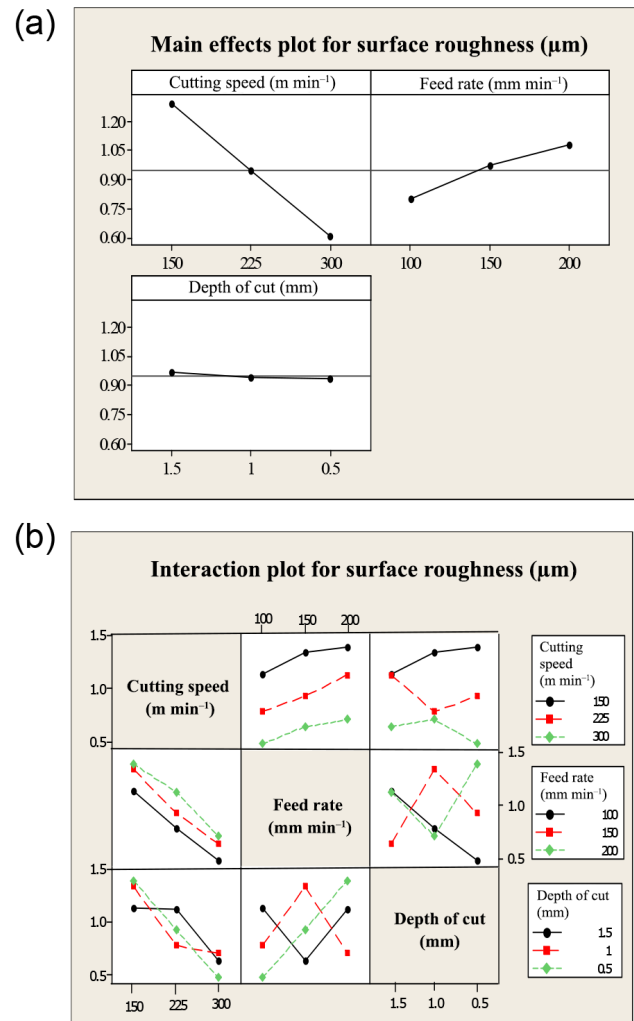 (a)
Main effects plot for surface roughness (µm)
Cutting speed (m min⁻¹) Feed rate (mm min⁻¹)
1.20
1.05
0.90
0.75
0.60
150 225 300 100 150 200
Depth of cut (mm)
1.20
1.05
0.90
0.75
0.60
1.5 1 0.5
(b)
Interaction plot for surface roughness (µm)
100 150 200
1.5
1.0
0.5
Cutting speed
(m min⁻¹)
Cutting
speed
(m min⁻¹)
150
225
300
Feed rate
(mm min⁻¹)
1.5
1.0
0.5
Feed rate
(mm min⁻¹)
100
150
200
1.5
1.0
0.5
Depth of cut
(mm)
Depth of cut
(mm)
1.5
1
0.5
150 225 300 1.5 1.0 0.5